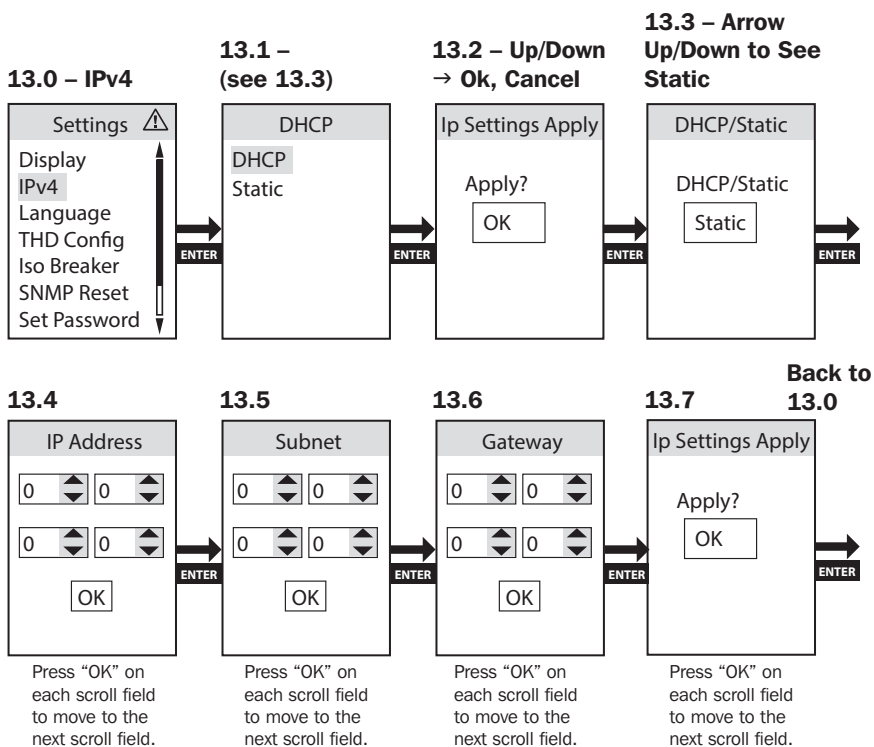 13.0 – IPv4
13.1 –
(see 13.3)
13.2 – Up/Down
→ Ok, Cancel
13.3 – Arrow
Up/Down to See
Static
Settings
Display
IPv4
Language
THD Config
Iso Breaker
SNMP Reset
Set Password
ENTER
DHCP
DHCP
Static
ENTER
Ip Settings Apply
Apply?
OK
ENTER
DHCP/Static
DHCP/Static
Static
ENTER
13.4
IP Address
0 0
0 0
OK
ENTER
Press “OK” on
each scroll field
to move to the
next scroll field.
13.5
Subnet
0 0
0 0
OK
ENTER
Press “OK” on
each scroll field
to move to the
next scroll field.
13.6
Gateway
0 0
0 0
OK
ENTER
Press “OK” on
each scroll field
to move to the
next scroll field.
13.7
Ip Settings Apply
Apply?
OK
Press “OK” on
each scroll field
to move to the
next scroll field.
Back to
13.0
ENTER